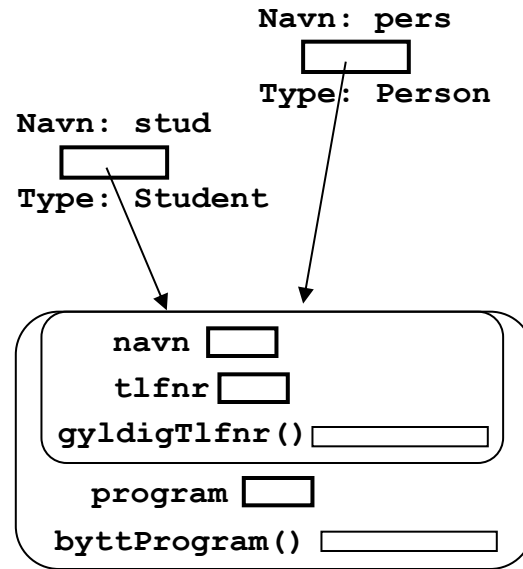 Navn: pers
Type: Person
Navn: stud
Type: Student
navn
tlfnr
gyldigTlfnr()
program
byttProgram()